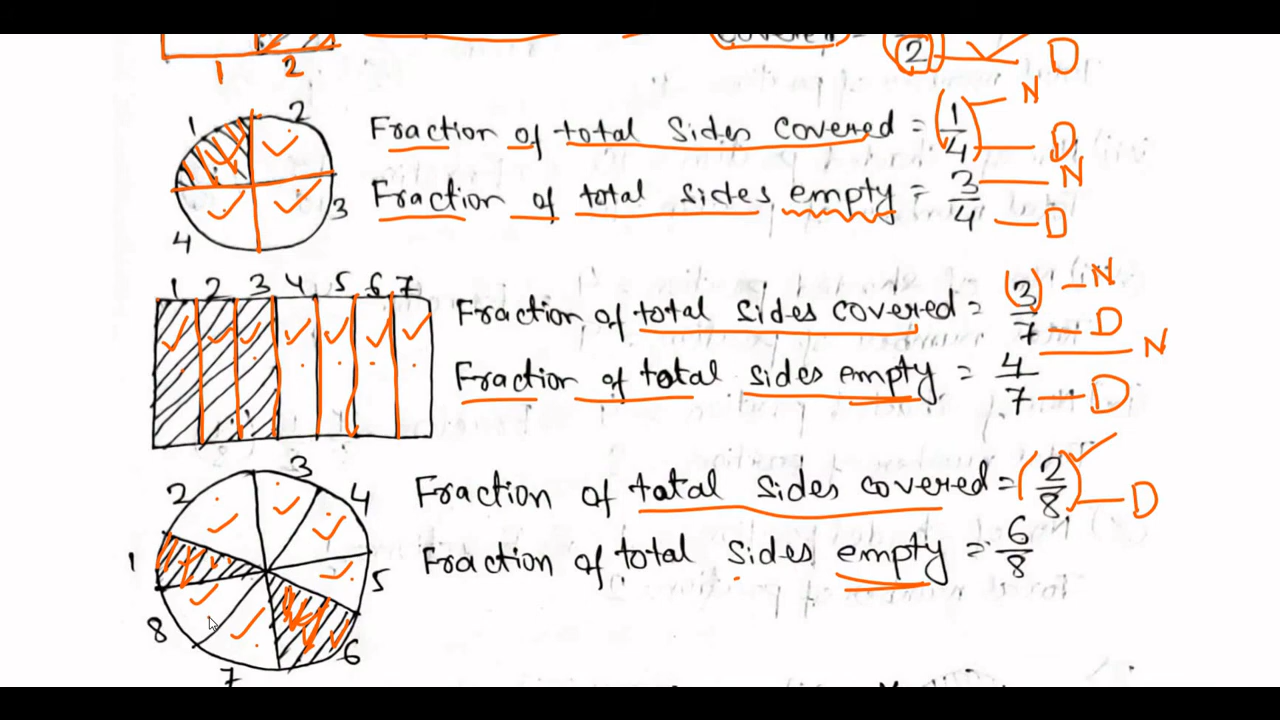 2 D
1 2
1 2 Fraction of total sides covered = (1/4) N D
3 4 Fraction of total sides empty = 3/4 N D
1 2 3 4 5 6 7
Fraction of total sides covered = (3)/7 N D
Fraction of total sides empty = 4/7 N D
1 2 3 4 5 6 7 8
Fraction of tatal sides covered = (2/8) D
Fraction of total sides empty = 6/8